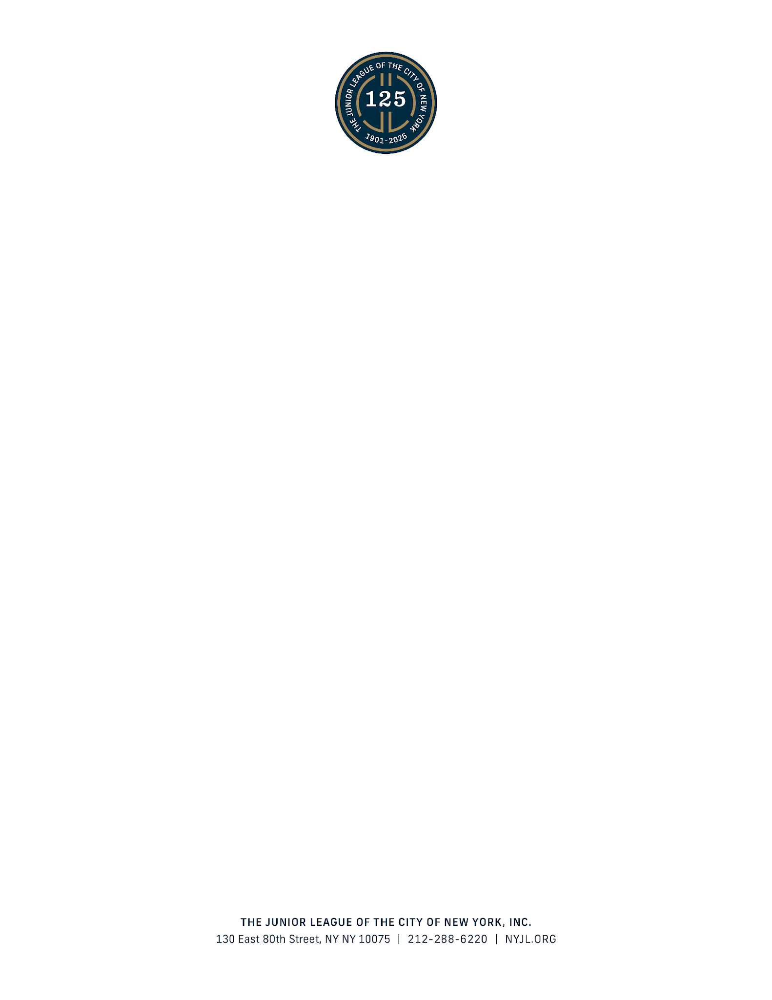 THE JUNIOR LEAGUE OF THE CITY OF NEW YORK
125
1901-2026
THE JUNIOR LEAGUE OF THE CITY OF NEW YORK, INC.
130 East 80th Street, NY NY 10075 | 212-288-6220 | NYJL.ORG